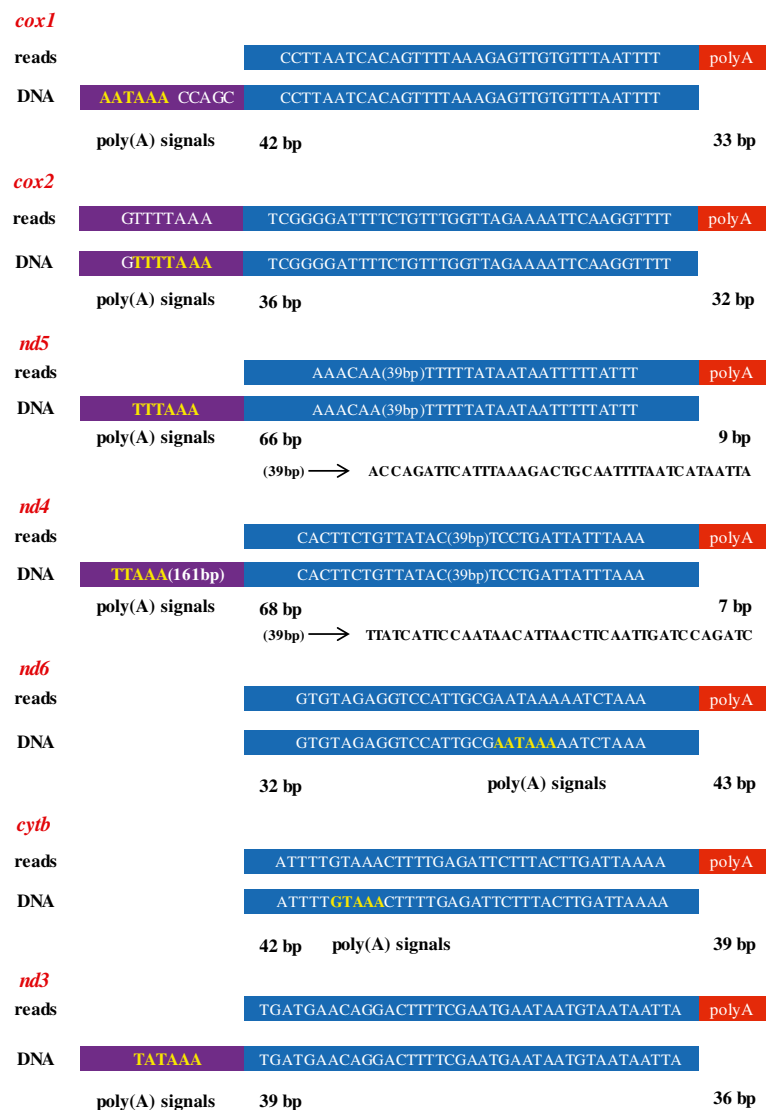 cox1
reads CCTTAATCACAGTTTTAAAGAGTTGTGTTTAATTTT polyA
DNA AATAAA CCAGC CCTTAATCACAGTTTTAAAGAGTTGTGTTTAATTTT
poly(A) signals 42 bp 33 bp
cox2
reads GTTTTAAA TCGGGGATTTTCTGTTTGGTTAGAAAATTCAAGGTTTT polyA
DNA GTTTTAAA TCGGGGATTTTCTGTTTGGTTAGAAAATTCAAGGTTTT
poly(A) signals 36 bp 32 bp
nd5
reads AAACAA(39bp)TTTTTATAATAATTTTTATTT polyA
DNA TTTAAA AAACAA(39bp)TTTTTATAATAATTTTTATTT
poly(A) signals 66 bp 9 bp
(39bp) → ACCAGATTCATTTAAAGACTGCAATTTTAATCATAATTA
nd4
reads CACTTCTGTTATAC(39bp)TCCTGATTATTTAAA polyA
DNA TTAAA(161bp) CACTTCTGTTATAC(39bp)TCCTGATTATTTAAA
poly(A) signals 68 bp 7 bp
(39bp) → TTATCATTCCAATAACATTAACTTCAATTGATCCAGATC
nd6
reads GTGTAGAGGTCCATTGCGAATAAAAATCTAAA polyA
DNA GTGTAGAGGTCCATTGCGAATAAAAATCTAAA
32 bp poly(A) signals 43 bp
cytb
reads ATTTTGTAAACTTTTGAGATTCTTTACTTGATTAAAA polyA
DNA ATTTTGTAAACTTTTGAGATTCTTTACTTGATTAAAA
42 bp poly(A) signals 39 bp
nd3
reads TGATGAACAGGACTTTTCGAATGAATAATGTAATAATTA polyA
DNA TATAAA TGATGAACAGGACTTTTCGAATGAATAATGTAATAATTA
poly(A) signals 39 bp 36 bp